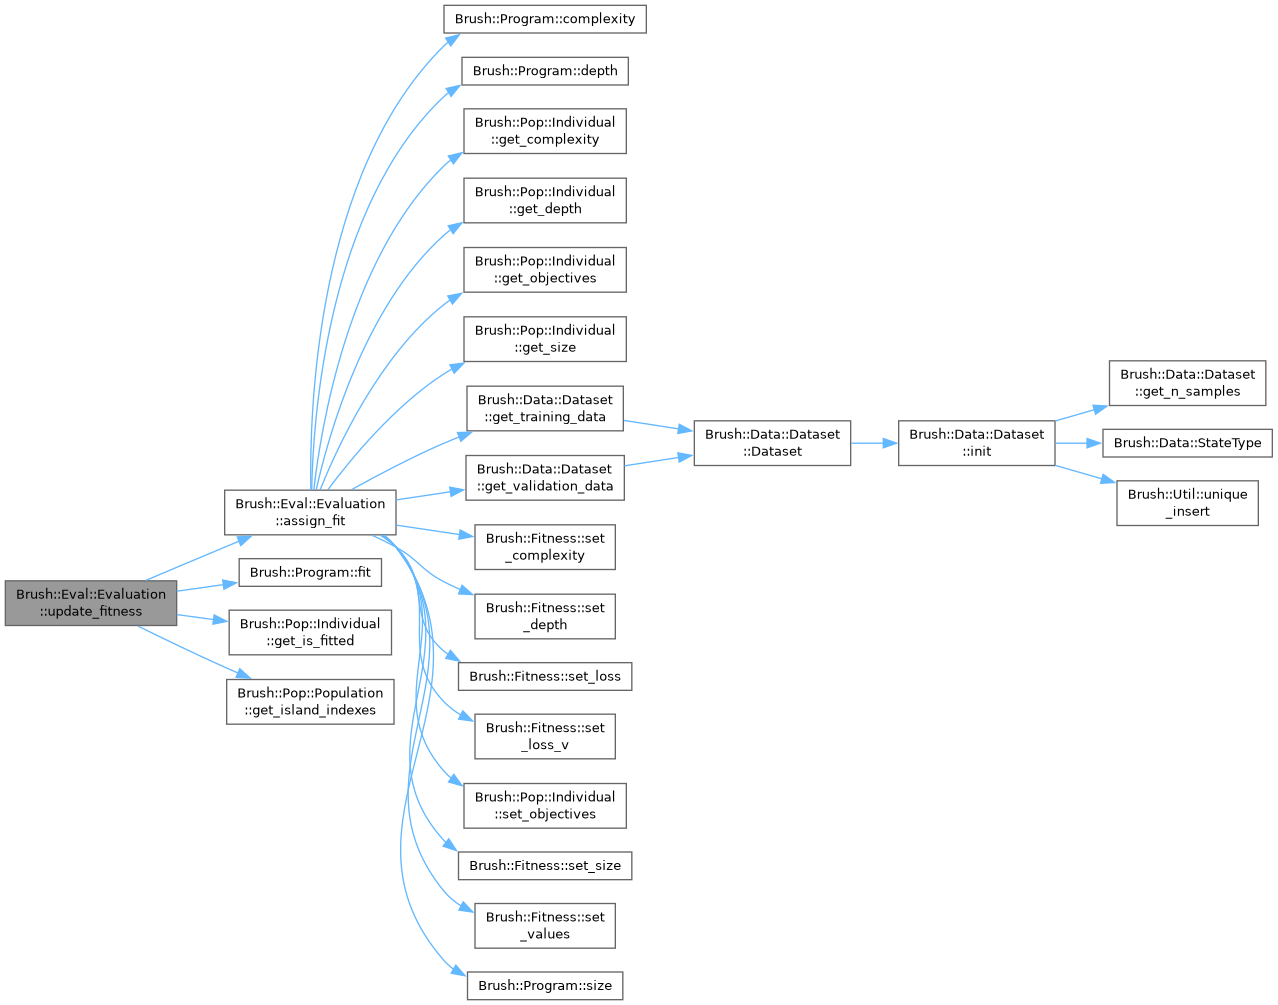 Brush::Program::complexity
Brush::Program::depth
Brush::Pop::Individual
::get_complexity
Brush::Pop::Individual
::get_depth
Brush::Pop::Individual
::get_objectives
Brush::Pop::Individual
::get_size
Brush::Data::Dataset
::get_training_data
Brush::Data::Dataset
::get_validation_data
Brush::Data::Dataset
::Dataset
Brush::Data::Dataset
::init
Brush::Data::Dataset
::get_n_samples
Brush::Data::StateType
Brush::Util::unique
_insert
Brush::Eval::Evaluation
::assign_fit
Brush::Program::fit
Brush::Eval::Evaluation
::update_fitness
Brush::Pop::Individual
::get_is_fitted
Brush::Pop::Population
::get_island_indexes
Brush::Fitness::set
_complexity
Brush::Fitness::set
_depth
Brush::Fitness::set_loss
Brush::Fitness::set
_loss_v
Brush::Pop::Individual
::set_objectives
Brush::Fitness::set_size
Brush::Fitness::set
_values
Brush::Program::size